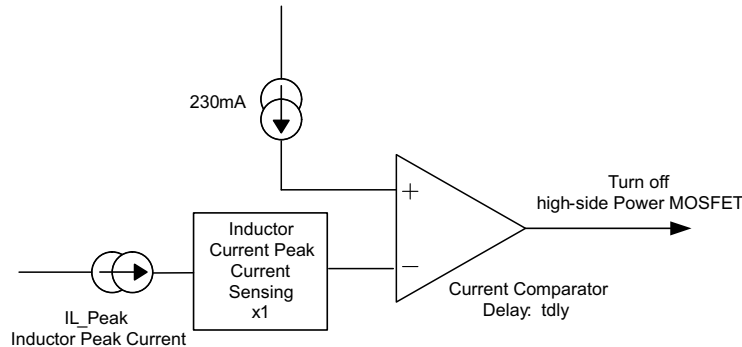 230mA
+
Turn off
high-side Power MOSFET
Inductor
Current Peak
Current
Sensing
x1
−
IL_Peak
Inductor Peak Current
Current Comparator
Delay: tdly